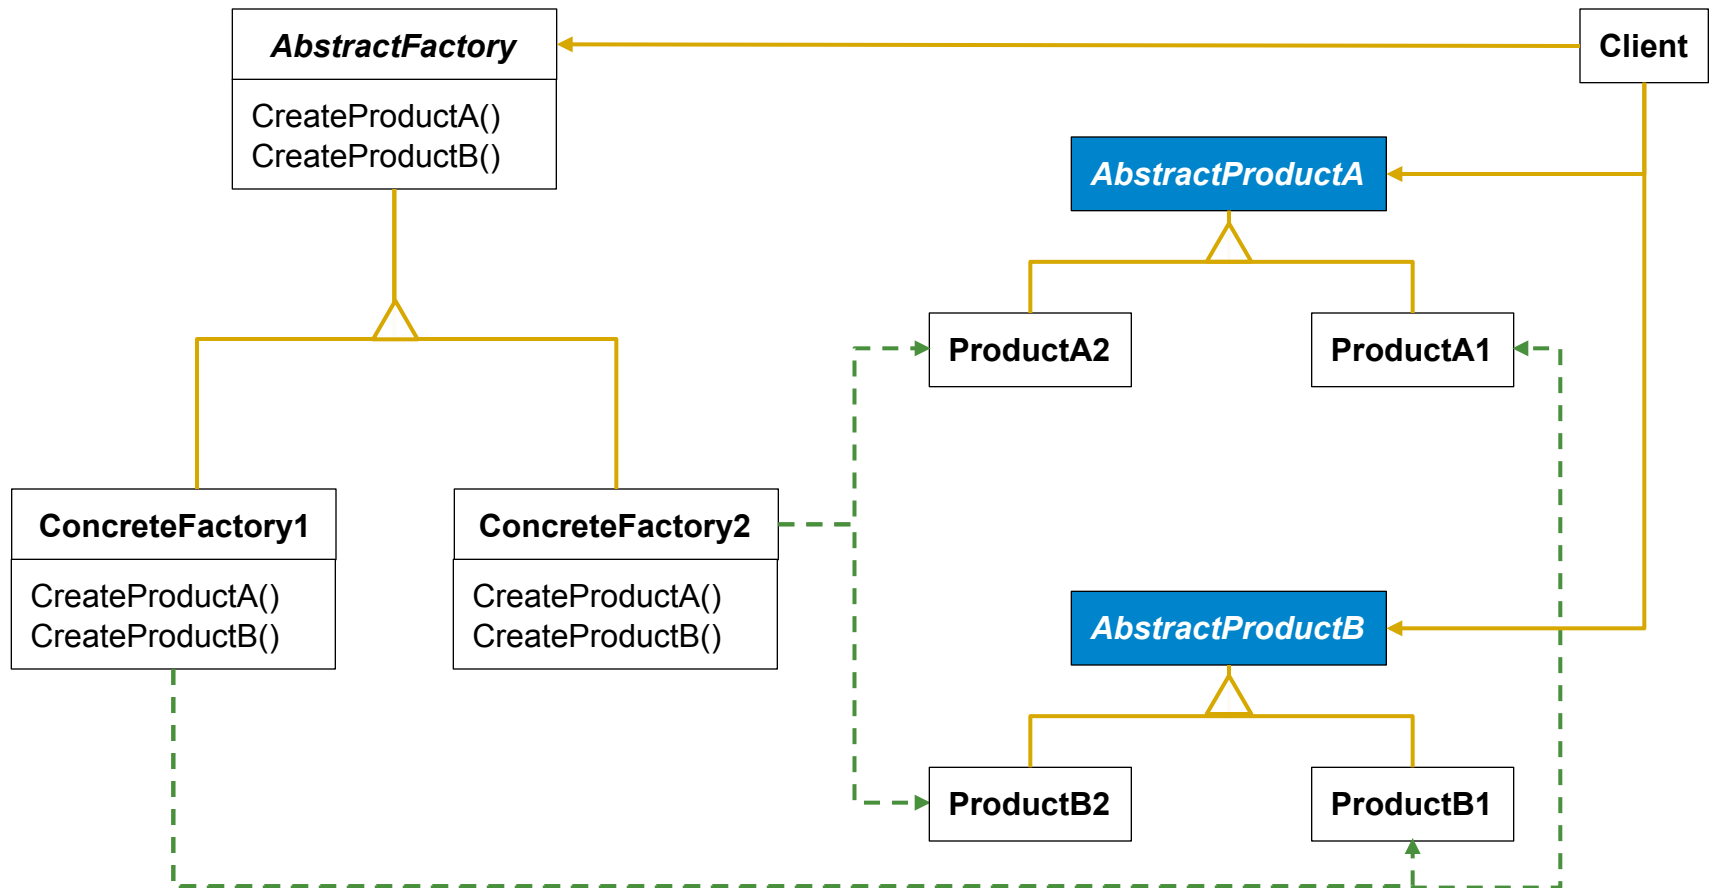 AbstractFactory
CreateProductA()
CreateProductB()
Client
AbstractProductA
ProductA2
ProductA1
ConcreteFactory1
CreateProductA()
CreateProductB()
ConcreteFactory2
CreateProductA()
CreateProductB()
AbstractProductB
ProductB2
ProductB1